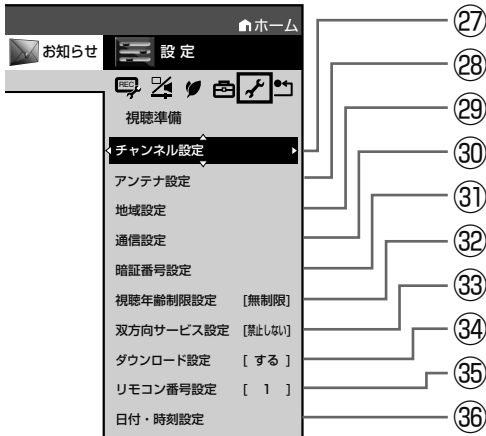 ホーム
お知らせ 設定
REC
視聴準備
チャンネル設定 ㉗
アンテナ設定 ㉘
地域設定 ㉙
通信設定 ㉚
暗証番号設定 ㉛
視聴年齢制限設定 [無制限] ㉜
双方向サービス設定 [禁止しない] ㉝
ダウンロード設定 [ する ] ㉞
リモコン番号設定 [ 1 ] ㉟
日付・時刻設定 ㊱